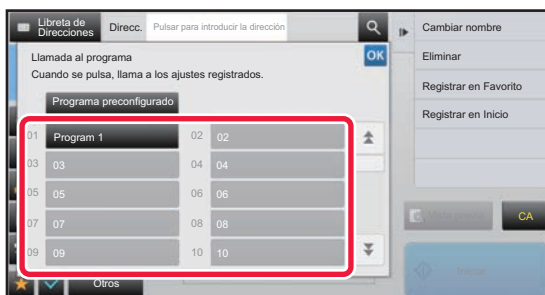 Libreta de
Direcciones
Direcc.
Pulsar para introducir la dirección
Llamada al programa
OK
Cuando se pulsa, llama a los ajustes registrados.
Programa preconfigurado
01 Program 1 02 02
03 03 04 04
05 05 06 06
07 07 08 08
09 09 10 10
Otros
Cambiar nombre
Eliminar
Registrar en Favorito
Registrar en Inicio
CA